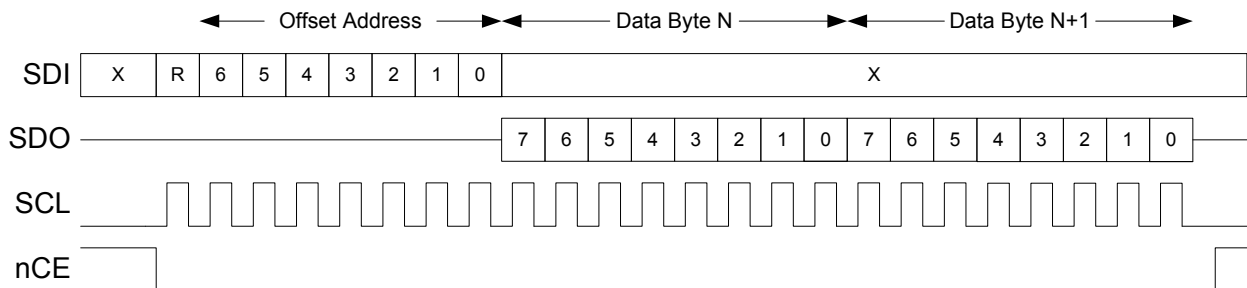 Offset Address Data Byte N Data Byte N+1
SDI X R 6 5 4 3 2 1 0 X
SDO 7 6 5 4 3 2 1 0 7 6 5 4 3 2 1 0
SCL
nCE